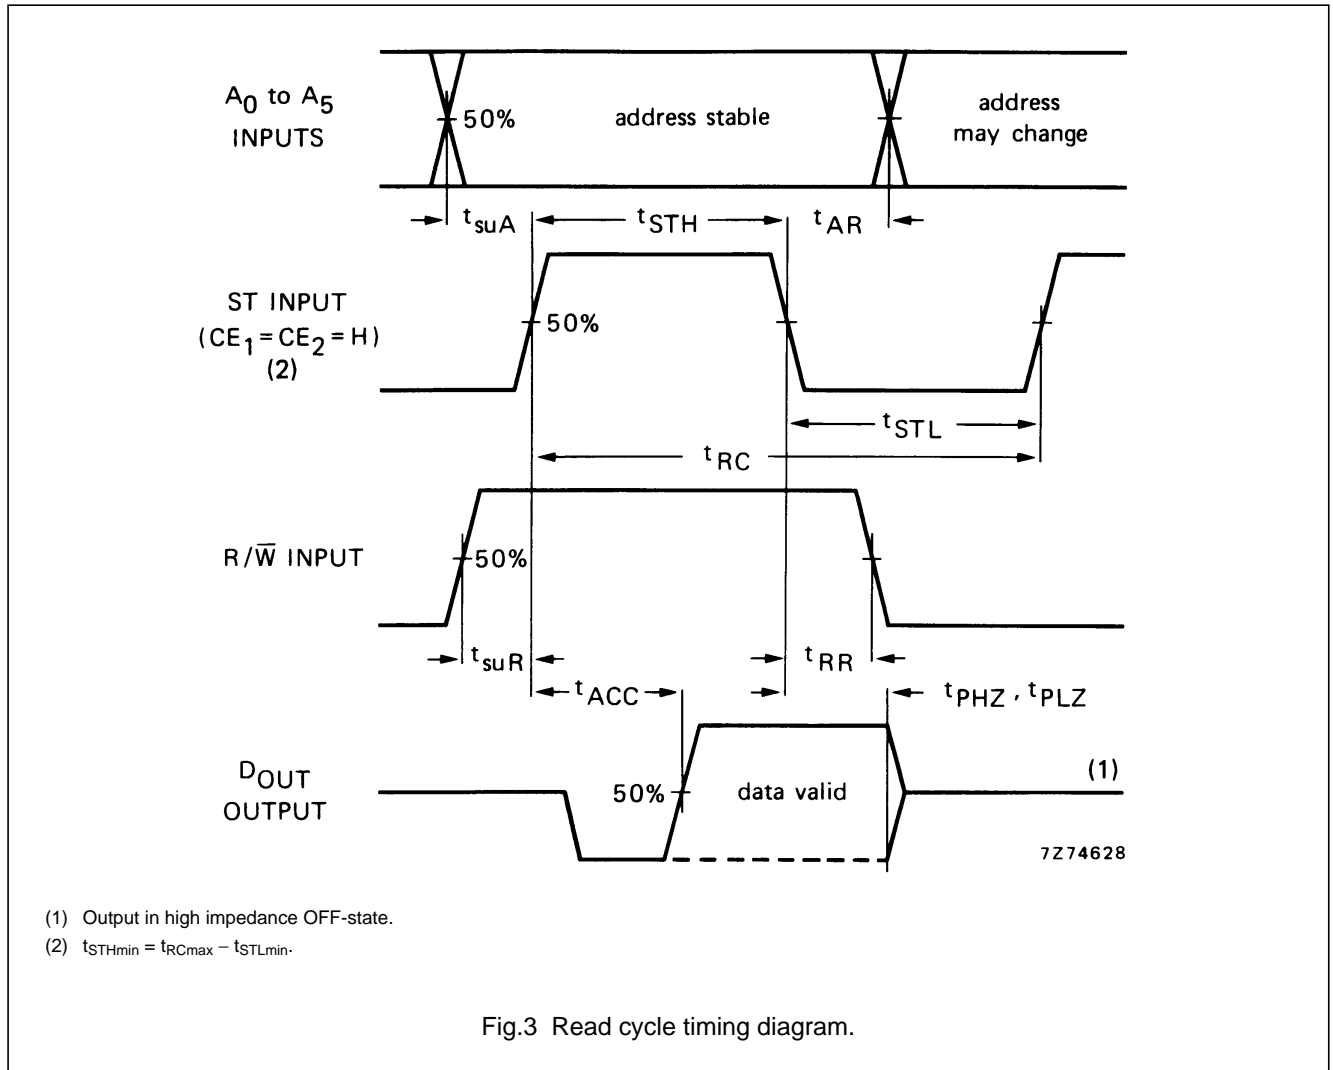 A0 to A5
INPUTS
50%
address stable
address
may change
tsuA
tSTH
tAR
ST INPUT
(CE1 = CE2 = H)
(2)
50%
tSTL
tRC
R/W̅ INPUT
50%
tsuR
tRR
tACC
tPHZ, tPLZ
DOUT
OUTPUT
50%
data valid
(1)
7Z74628
(1) Output in high impedance OFF-state.
(2) tSTHmin = tRCmax − tSTLmin.
Fig.3 Read cycle timing diagram.